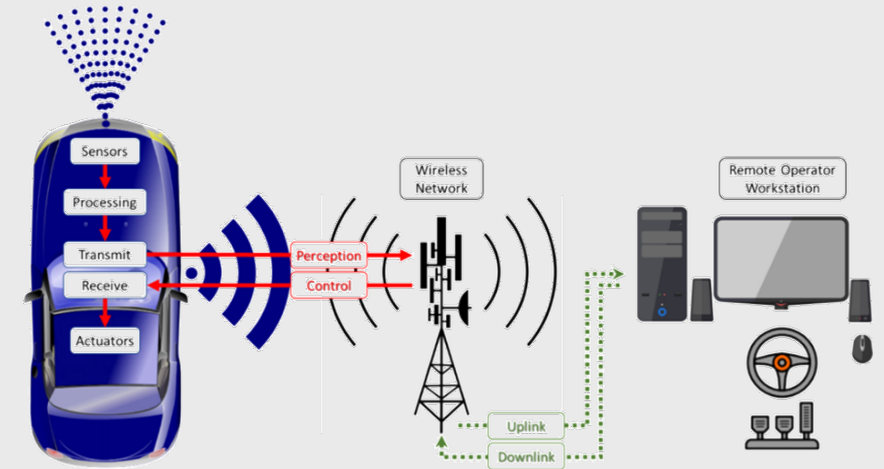 Sensors
Processing
Transmit
Receive
Actuators
Perception
Control
Wireless
Network
Uplink
Downlink
Remote Operator
Workstation